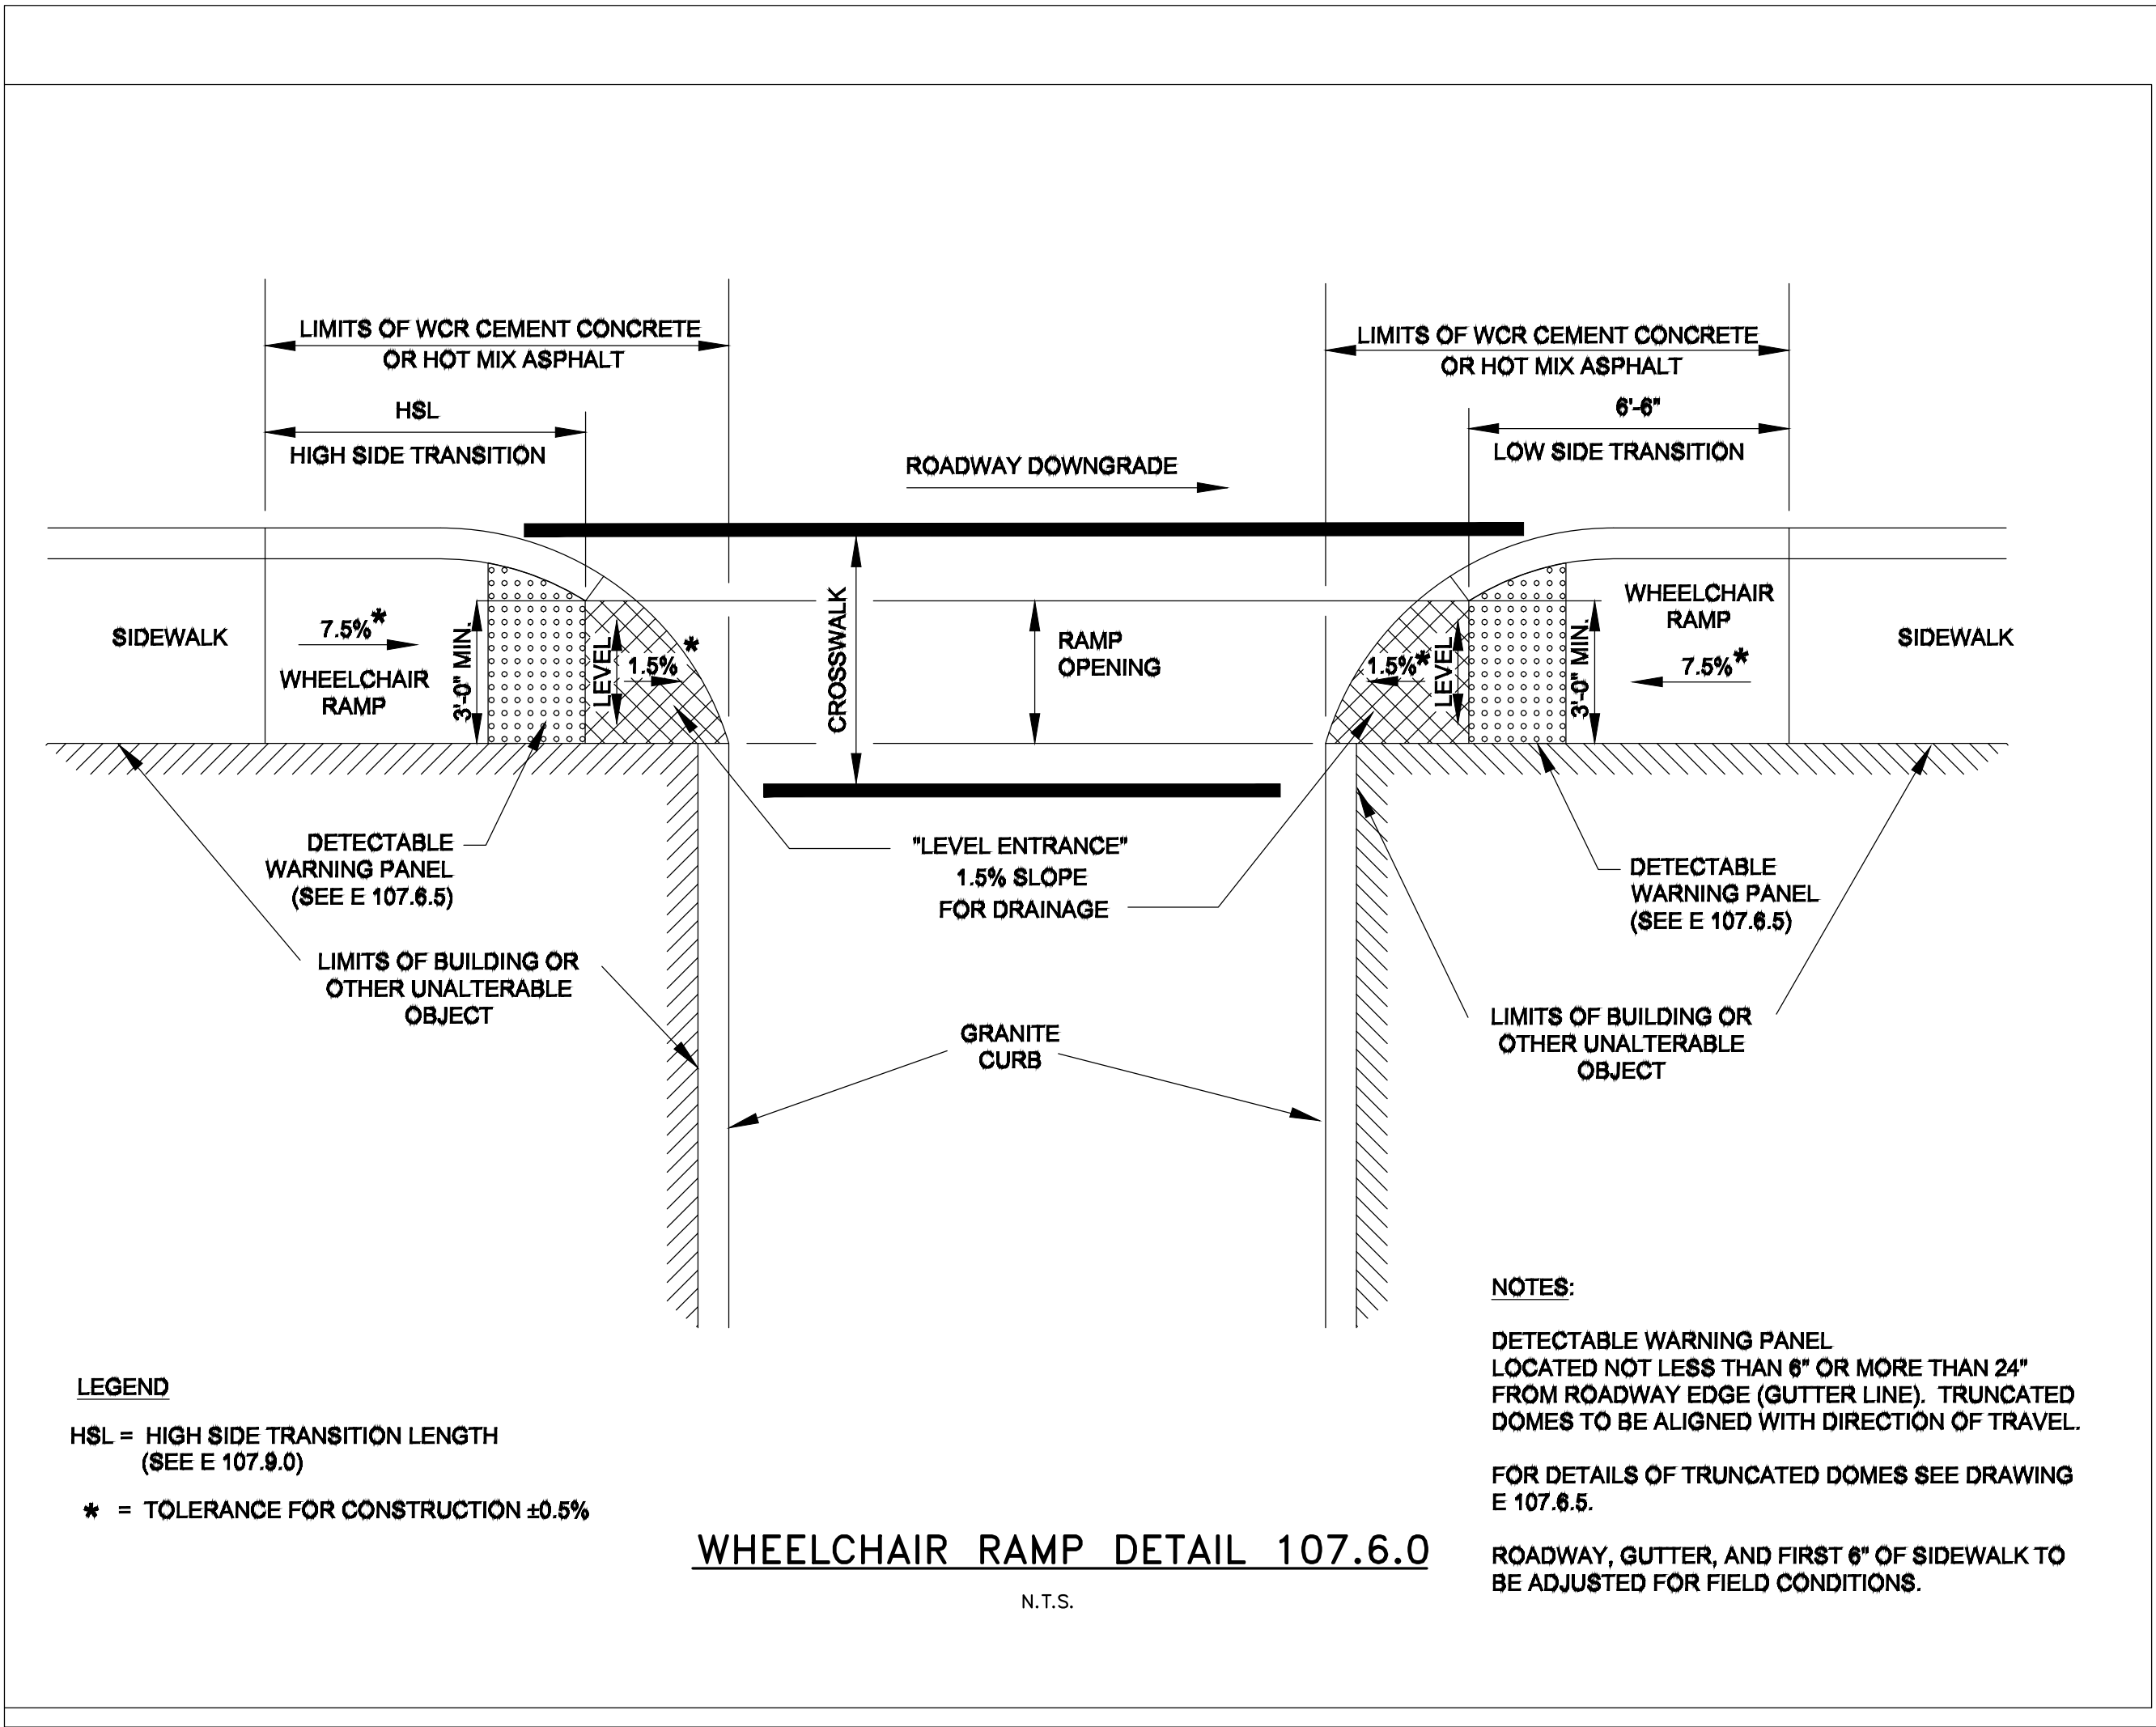 LIMITS OF WCR CEMENT CONCRETE
OR HOT MIX ASPHALT
HSL
HIGH SIDE TRANSITION
ROADWAY DOWNGRADE
LIMITS OF WCR CEMENT CONCRETE
OR HOT MIX ASPHALT
6'-6"
LOW SIDE TRANSITION
SIDEWALK
7.5%*
WHEELCHAIR
RAMP
3'-0" MIN.
LEVEL
1.5%*
CROSSWALK
RAMP
OPENING
1.5%*
LEVEL
3'-0" MIN.
WHEELCHAIR
RAMP
7.5%*
SIDEWALK
DETECTABLE
WARNING PANEL
(SEE E 107.6.5)
"LEVEL ENTRANCE"
1.5% SLOPE
FOR DRAINAGE
DETECTABLE
WARNING PANEL
(SEE E 107.6.5)
LIMITS OF BUILDING OR
OTHER UNALTERABLE
OBJECT
GRANITE
CURB
LIMITS OF BUILDING OR
OTHER UNALTERABLE
OBJECT
LEGEND
HSL = HIGH SIDE TRANSITION LENGTH
(SEE E 107.9.0)
* = TOLERANCE FOR CONSTRUCTION ±0.5%
NOTES:
DETECTABLE WARNING PANEL
LOCATED NOT LESS THAN 6" OR MORE THAN 24"
FROM ROADWAY EDGE (GUTTER LINE). TRUNCATED
DOMES TO BE ALIGNED WITH DIRECTION OF TRAVEL.
FOR DETAILS OF TRUNCATED DOMES SEE DRAWING
E 107.6.5.
ROADWAY, GUTTER, AND FIRST 6" OF SIDEWALK TO
BE ADJUSTED FOR FIELD CONDITIONS.
WHEELCHAIR RAMP DETAIL 107.6.0
N.T.S.